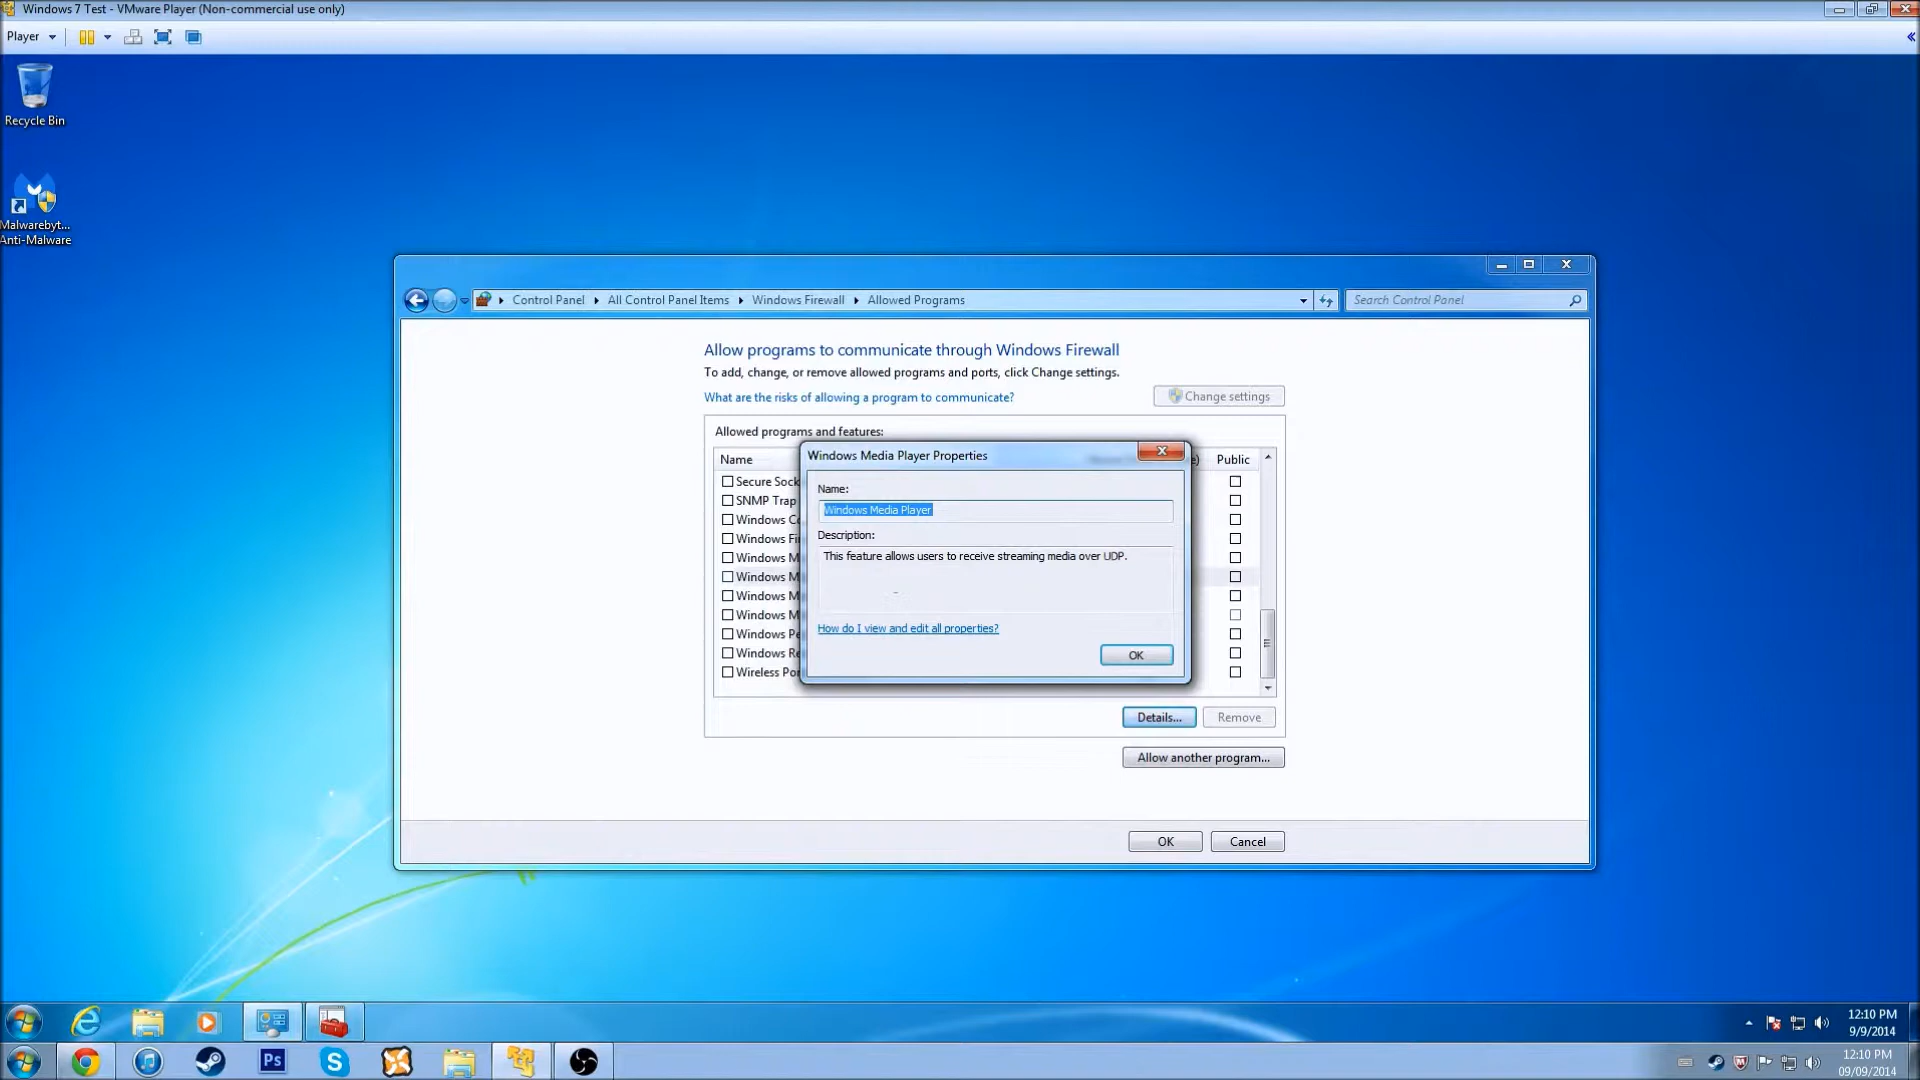 Windows 7 Test - VMware Player (Non-commercial use only)
Player
Recycle Bin
Malwarebyt...
Anti-Malware
Control Panel
All Control Panel Items
Windows Firewall
Allowed Programs
Search Control Panel
Allow programs to communicate through Windows Firewall
To add, change, or remove allowed programs and ports, click Change settings.
What are the risks of allowing a program to communicate?
Change settings
Allowed programs and features:
Name
Public
Secure Sock
SNMP Trap
Windows Co
Windows Fi
Windows M
Windows M
Windows M
Windows M
Windows Pe
Windows Re
Wireless Por
Windows Media Player Properties
Name:
Windows Media Player
Description:
This feature allows users to receive streaming media over UDP.
How do I view and edit all properties?
OK
Details...
Remove
Allow another program...
OK
Cancel
12:10 PM
9/9/2014
Ps
12:10 PM
09/09/2014